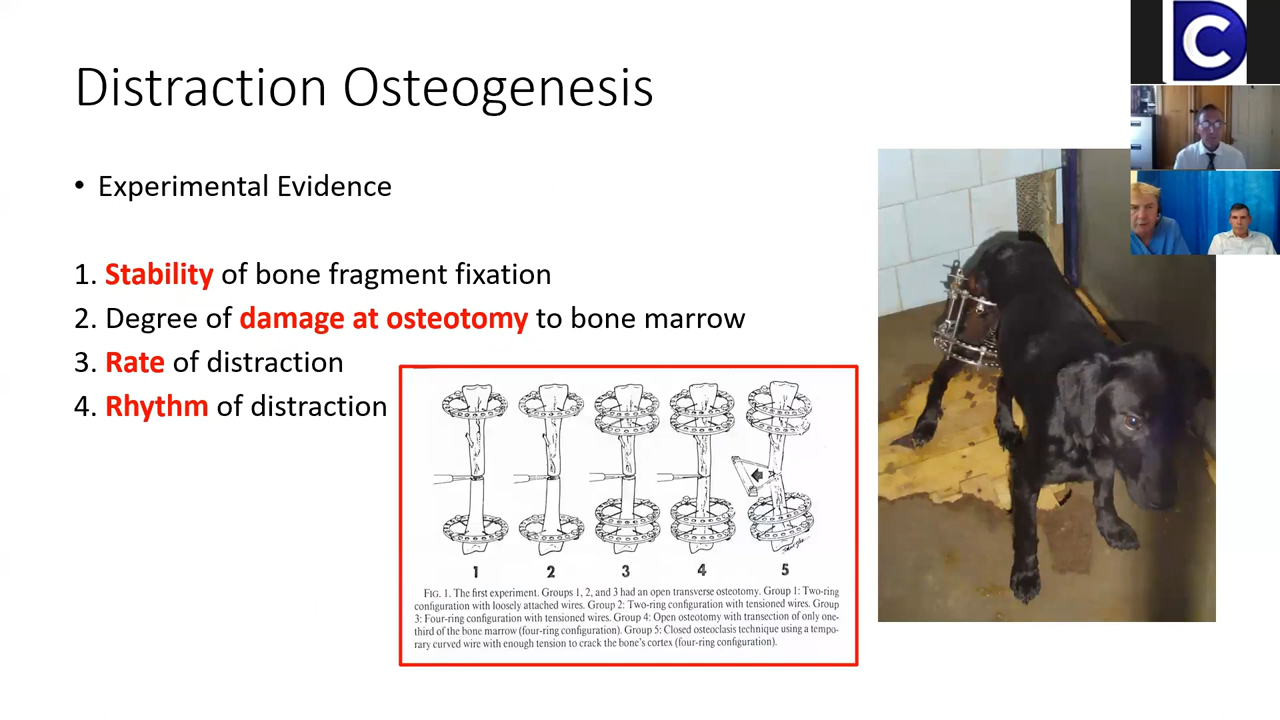 Distraction Osteogenesis
• Experimental Evidence
1. Stability of bone fragment fixation
2. Degree of damage at osteotomy to bone marrow
3. Rate of distraction
4. Rhythm of distraction
1 2 3 4 5
FIG. 1. The first experiment. Groups 1, 2, and 3 had an open transverse osteotomy. Group 1: Two-ring
configuration with loosely attached wires. Group 2: Two-ring configuration with tensioned wires. Group
3: Four-ring configuration with tensioned wires. Group 4: Open osteotomy with transection of only one-
third of the bone marrow (four-ring configuration). Group 5: Closed osteoclasis technique using a tempo-
rary curved wire with enough tension to crack the bone's cortex (four-ring configuration).
C